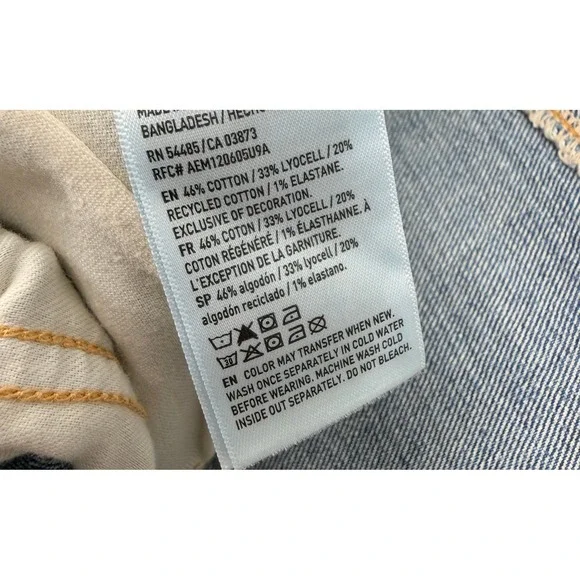 MADE
BANGLADESH / HECHO
RN 54485/CA 03873
RFC# AEM120605U9A
EN 46% COTTON / 33% LYOCELL / 20%
RECYCLED COTTON / 1% ELASTANE.
EXCLUSIVE OF DECORATION.
FR 46% COTON / 33% LYOCELL / 20%
COTON RÉGÉNÉRÉ / 1% ÉLASTHANNE, À
L'EXCEPTION DE LA GARNITURE.
SP 46% algodón / 33% lyocell / 20%
algodón reciclado / 1% elastano.
30
EN COLOR MAY TRANSFER WHEN NEW.
WASH ONCE SEPARATELY IN COLD WATER
BEFORE WEARING. MACHINE WASH COLD
INSIDE OUT SEPARATELY. DO NOT BLEACH.